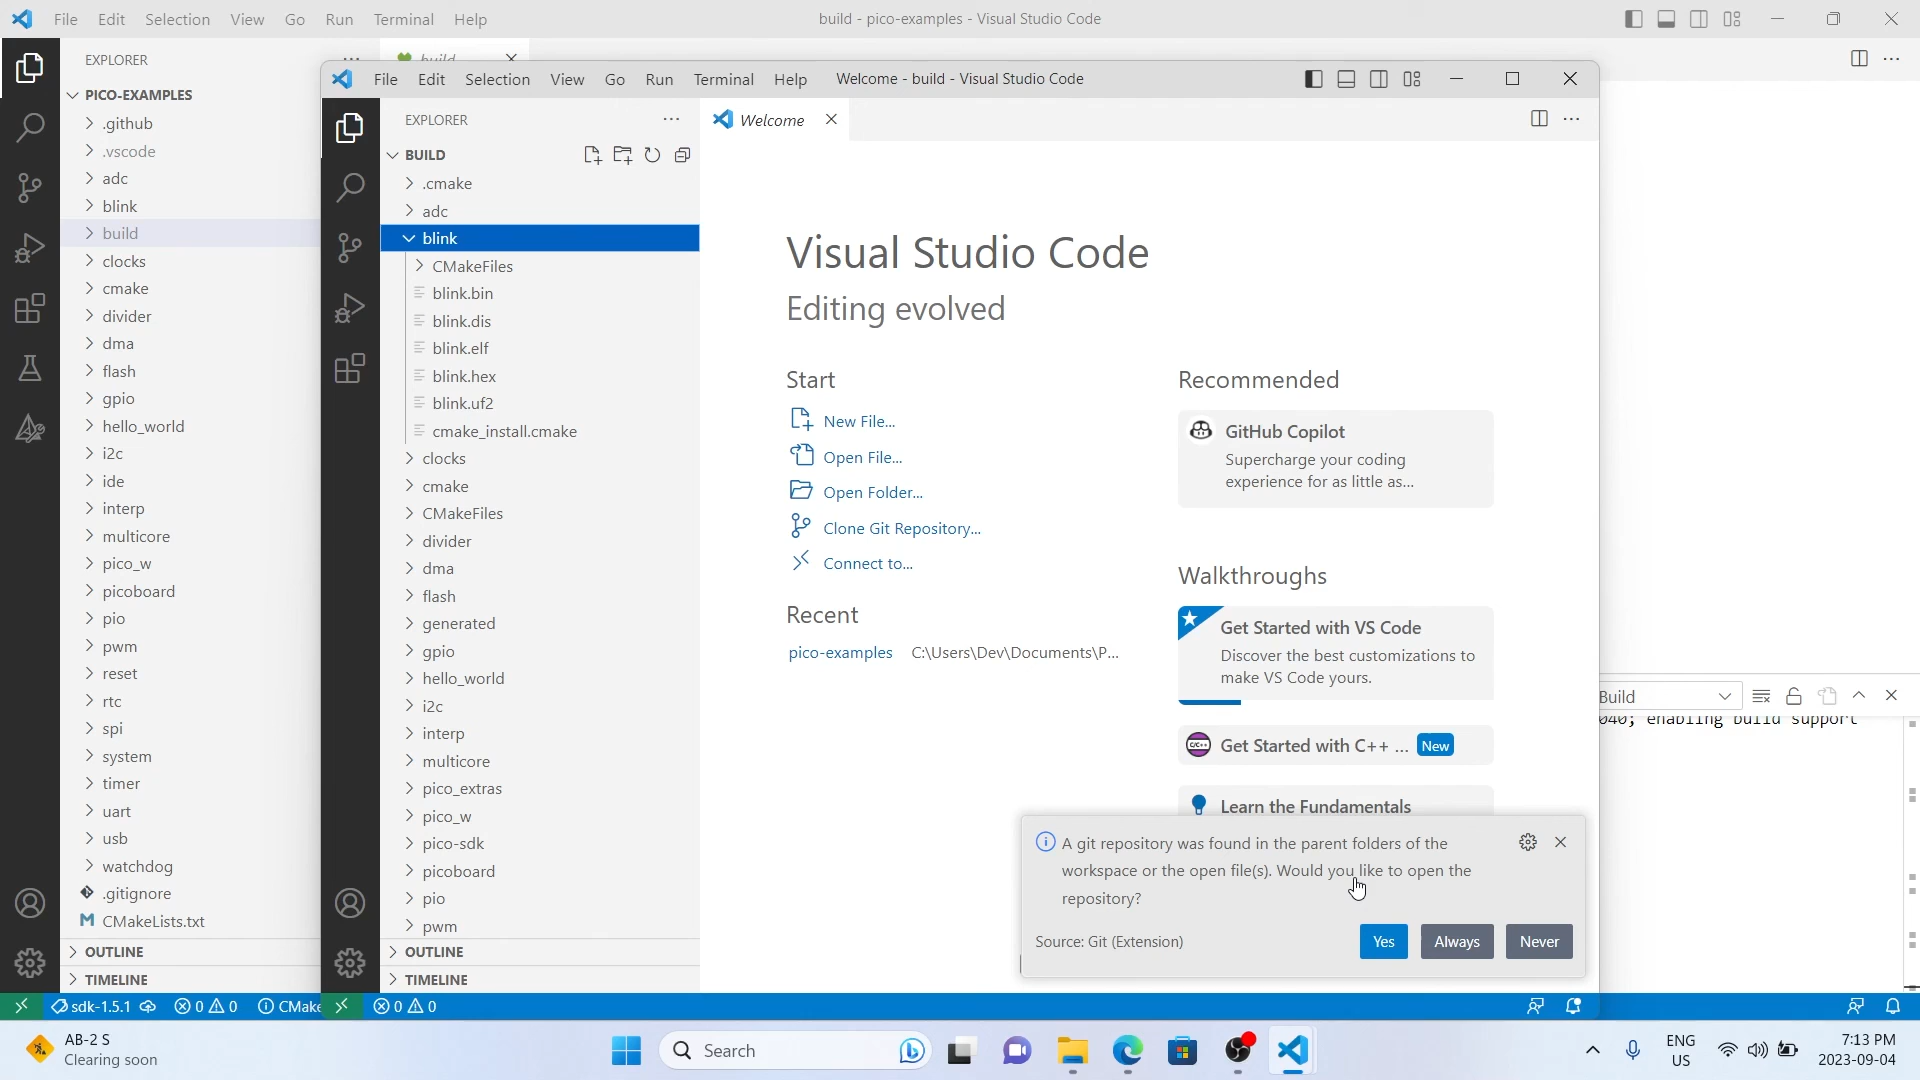 File Edit Selection View Go Run Terminal Help
build - pico-examples - Visual Studio Code
EXPLORER
build
PICO-EXAMPLES
.github
.vscode
adc
blink
build
clocks
cmake
divider
dma
flash
gpio
hello_world
i2c
ide
interp
multicore
pico_w
picoboard
pio
pwm
reset
rtc
spi
system
timer
uart
usb
watchdog
.gitignore
CMakeLists.txt
OUTLINE
TIMELINE
File Edit Selection View Go Run Terminal Help
Welcome - build - Visual Studio Code
EXPLORER
BUILD
.cmake
adc
blink
CMakeFiles
blink.bin
blink.dis
blink.elf
blink.hex
blink.uf2
cmake_install.cmake
clocks
cmake
CMakeFiles
divider
dma
flash
generated
gpio
hello_world
i2c
interp
multicore
pico_extras
pico_w
pico-sdk
picoboard
pio
pwm
OUTLINE
TIMELINE
Welcome
Visual Studio Code
Editing evolved
Start
New File...
Open File...
Open Folder...
Clone Git Repository...
Connect to...
Recent
pico-examples C:\Users\Dev\Documents\P...
Recommended
GitHub Copilot
Supercharge your coding
experience for as little as...
Walkthroughs
Get Started with VS Code
Discover the best customizations to
make VS Code yours.
C/C++
Get Started with C++ ... New
Learn the Fundamentals
A git repository was found in the parent folders of the
workspace or the open file(s). Would you like to open the
repository?
Source: Git (Extension)
Yes Always Never
Build
040; enabling build support
sdk-1.5.1 0 0 CMake
0 0
AB-2 S
Clearing soon
Search
ENG
US
7:13 PM
2023-09-04